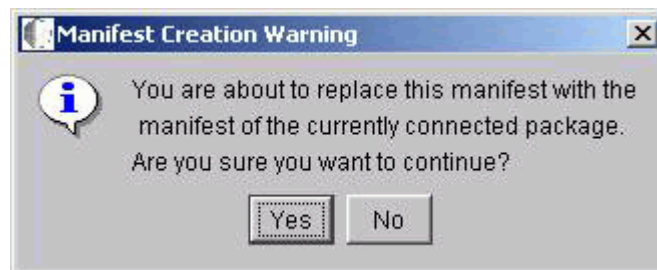 Manifest Creation Warning
You are about to replace this manifest with the
manifest of the currently connected package.
Are you sure you want to continue?
Yes No